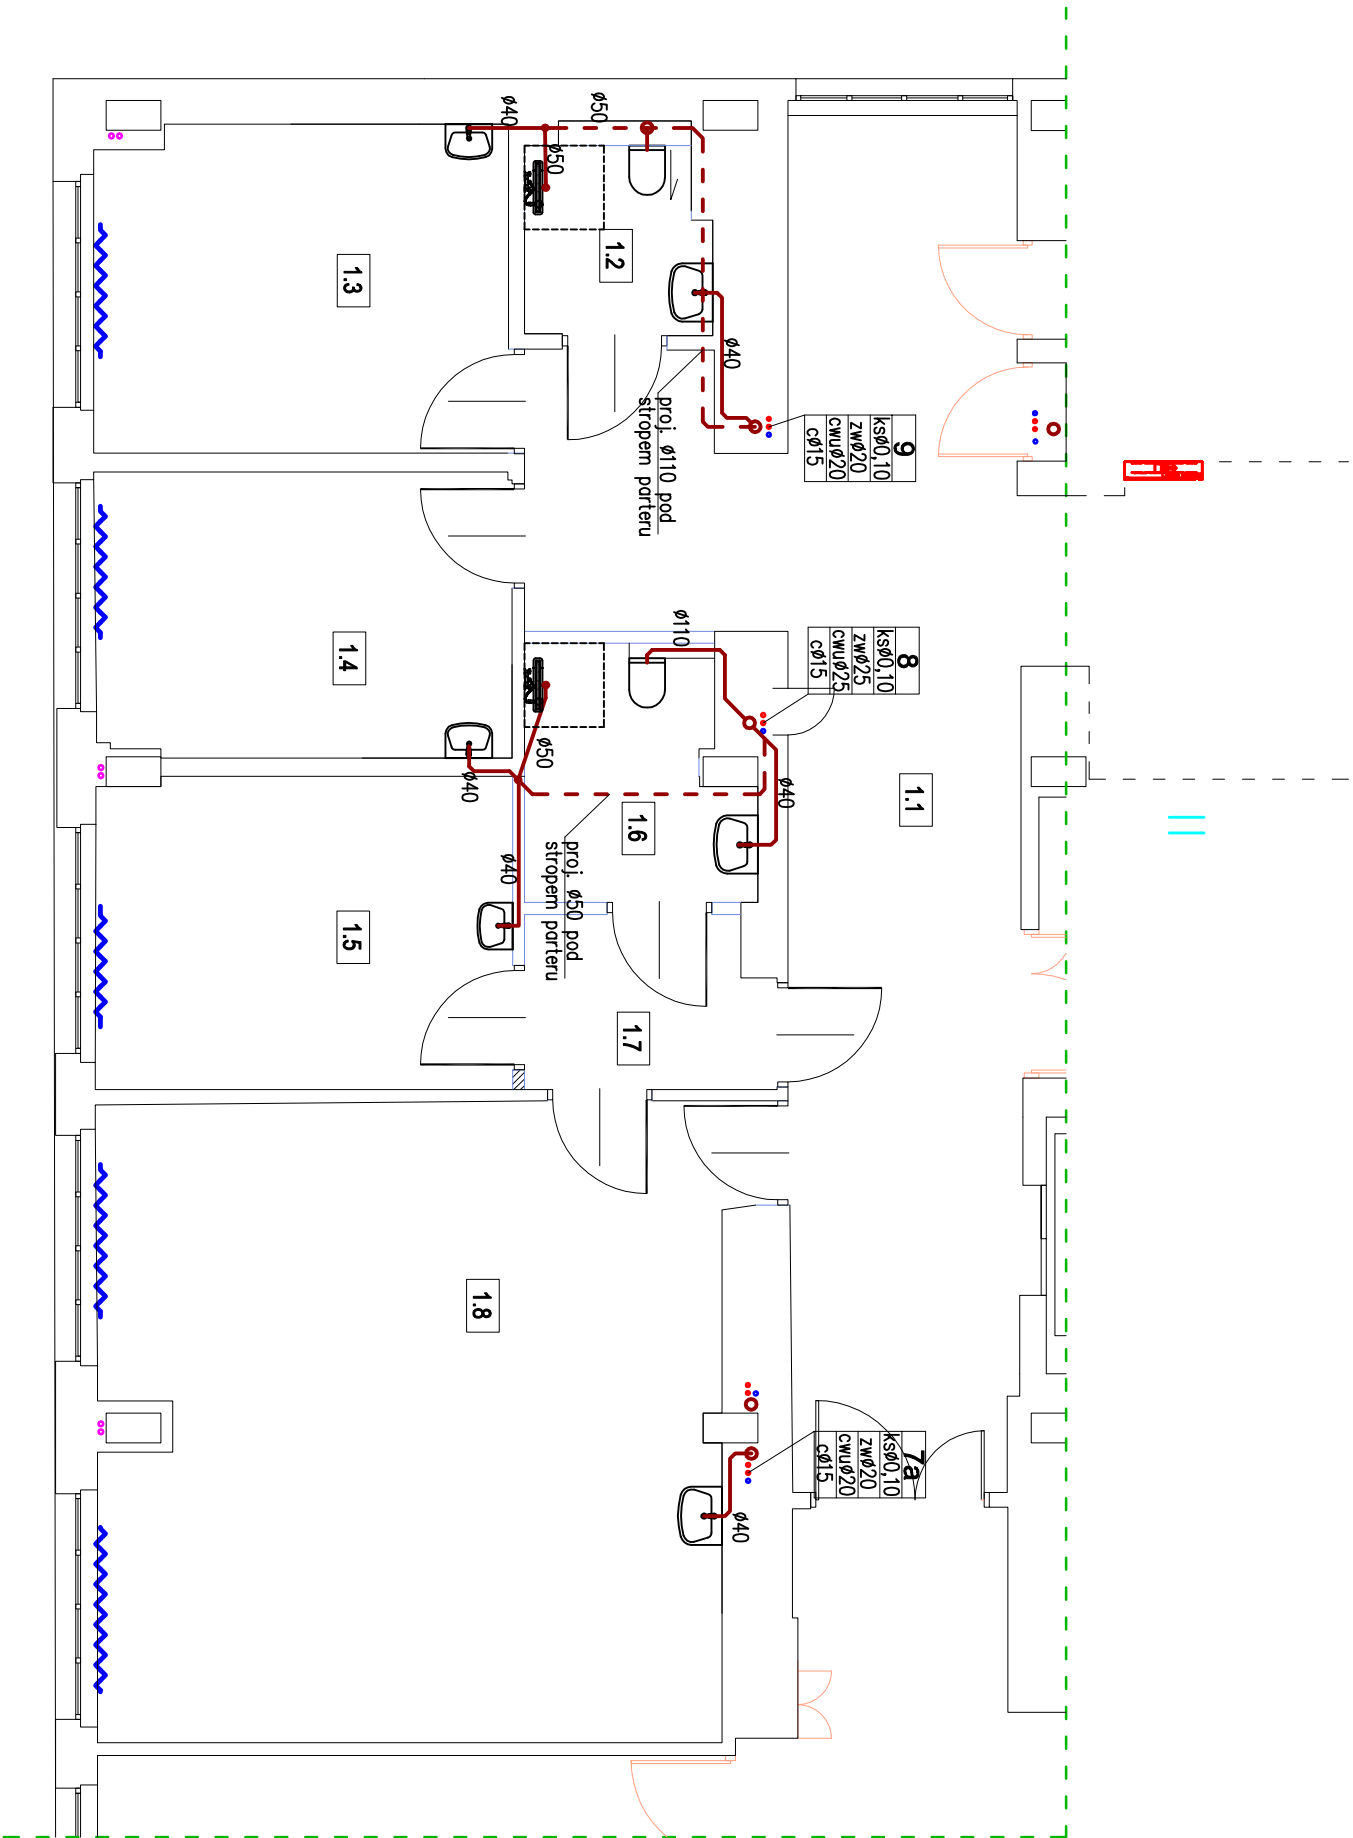 ø40
ø50
ø50
1.2
1.3
ø40
proj. ø110 pod
stropem parteru
9
ksø0,10
zwø20
cwuø20
cø15
8
ksø0,10
zwø25
cwuø25
cø15
ø110
1.4
ø50
ø40
ø40
1.6
1.1
ø40
proj. ø50 pod
stropem parteru
1.5
1.7
1.8
7a
ksø0,10
zwø20
cwuø20
cø15
ø40